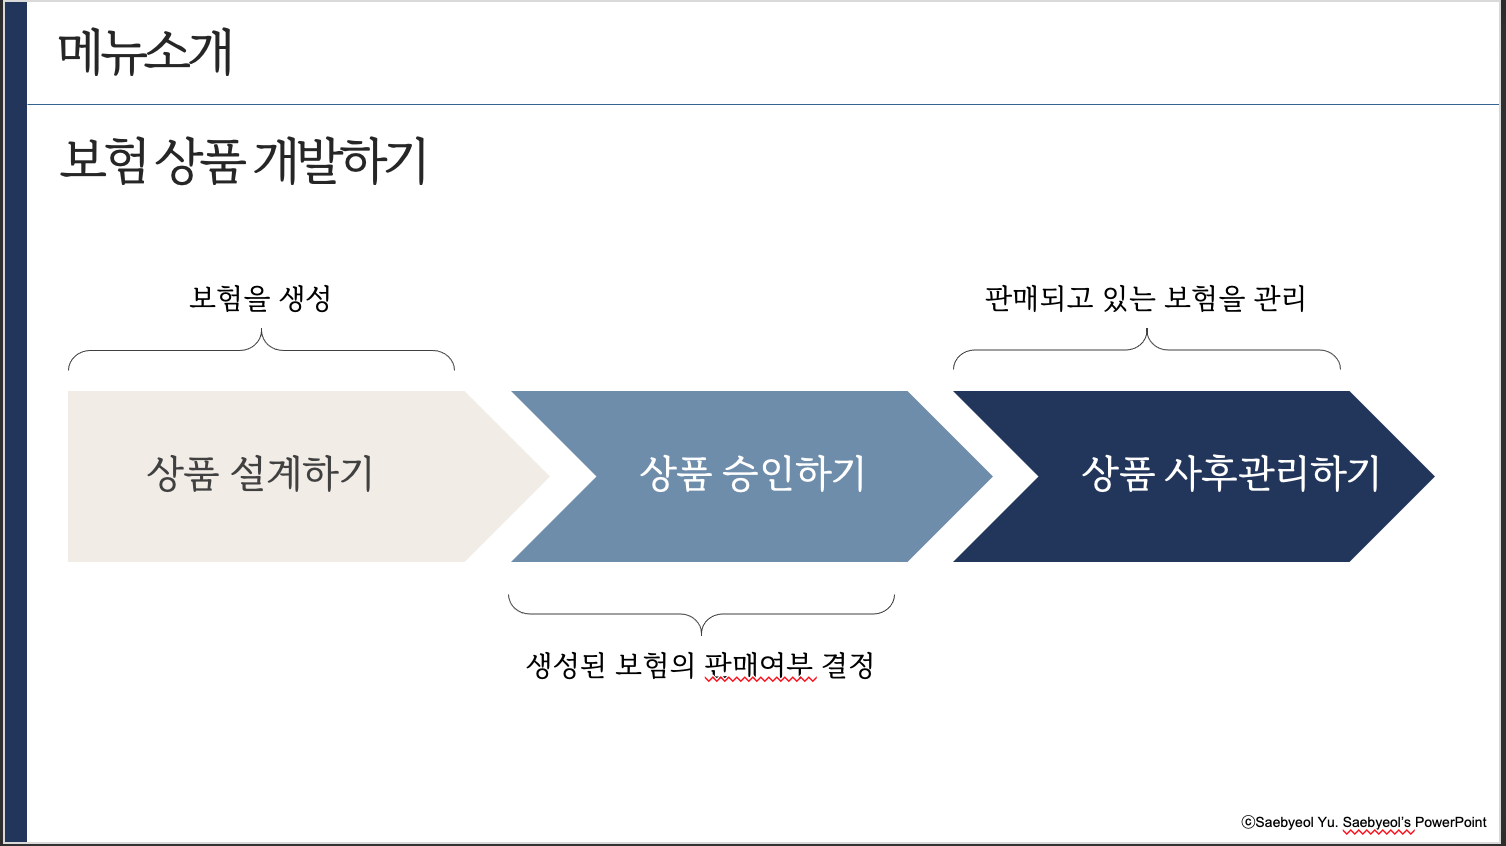 메뉴소개
보험 상품 개발하기
보험을 생성
판매되고 있는 보험을 관리
상품 설계하기
상품 승인하기
상품 사후관리하기
생성된 보험의 판매여부 결정
ⓒSaebyeol Yu. Saebyeol’s PowerPoint